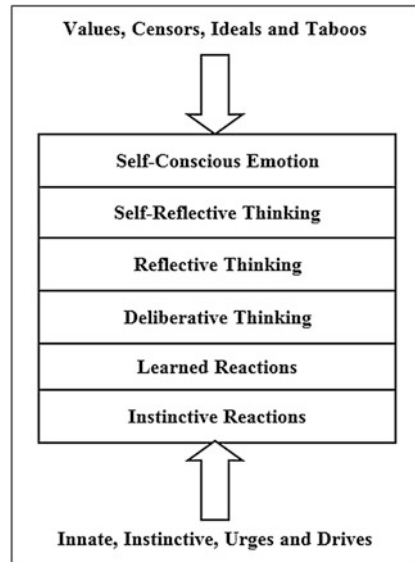 Values, Censors, Ideals and Taboos
Self-Conscious Emotion
Self-Reflective Thinking
Reflective Thinking
Deliberative Thinking
Learned Reactions
Instinctive Reactions
Innate, Instinctive, Urges and Drives